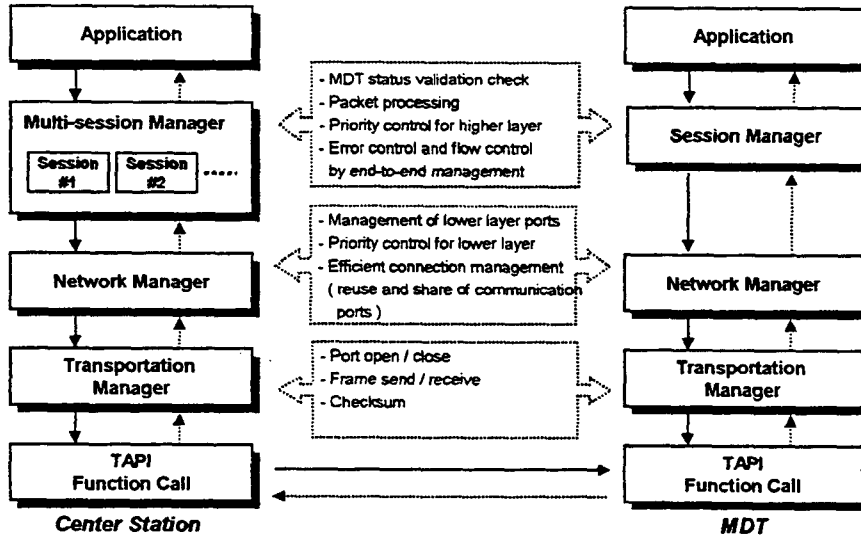 Application
Multi-session Manager
Session
#1
Session
#2
.....
Network Manager
Transportation
Manager
TAPI
Function Call
Center Station
- MDT status validation check
- Packet processing
- Priority control for higher layer
- Error control and flow control
by end-to-end management
- Management of lower layer ports
- Priority control for lower layer
- Efficient connection management
( reuse and share of communication
ports )
- Port open / close
- Frame send / receive
- Checksum
Application
Session Manager
Network Manager
Transportation
Manager
TAPI
Function Call
MDT